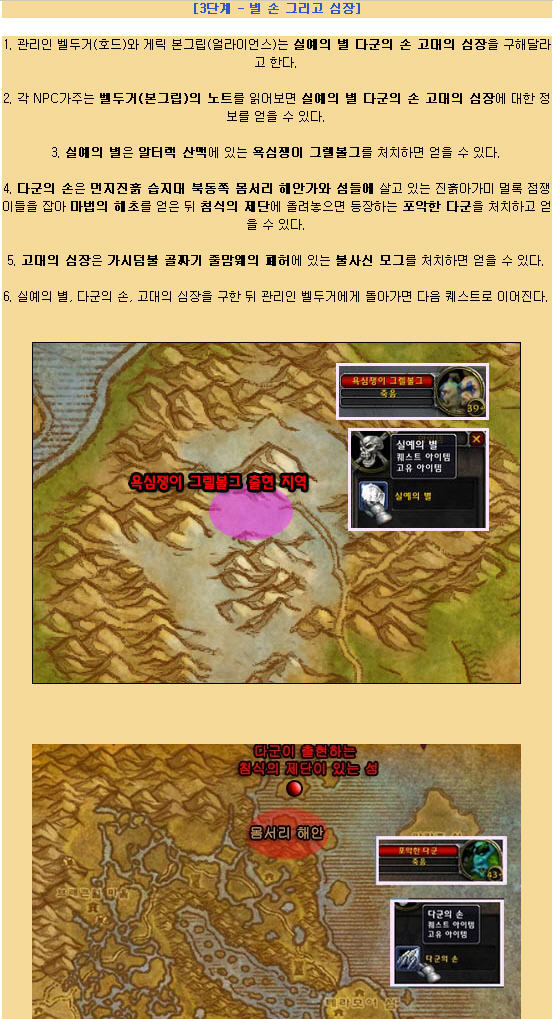 [3단계 - 별 손 그리고 심장]
1. 관리인 벨두거(호드)와 게릭 본그립(얼라이언스)는 실예의 별 다군의 손 고대의 심장을 구해달라
고 한다.
2. 각 NPC가주는 벨두거(본그립)의 노트를 읽어보면 실예의 별 다군의 손 고대의 심장에 대한 정
보를 얻을 수 있다.
3. 실예의 별은 알터랙 산맥에 있는 욕심쟁이 그렐볼그를 처치하면 얻을 수 있다.
4. 다군의 손은 먼지진흙 습지대 북동쪽 몸서리 해안가와 섬들에 살고 있는 진흙아가미 멀록 점쟁
이들을 잡아 마법의 해초를 얻은 뒤 침식의 제단에 올려놓으면 등장하는 포악한 다군을 처치하고 얻
을 수 있다.
5. 고대의 심장은 가시덤불 골짜기 줄맘웨의 폐허에 있는 불사신 모그를 처치하면 얻을 수 있다.
6. 실예의 별, 다군의 손, 고대의 심장을 구한 뒤 관리인 벨두거에게 돌아가면 다음 퀘스트로 이어진다.
욕심쟁이 그렐볼그
죽음
39
실예의 별
퀘스트 아이템
고유 아이템
실예의 별
욕심쟁이 그렐볼그 출현 지역
다군이 출현하는
침식의 제단이 있는 섬
몸서리 해안
포악한 다군
죽음
43
다군의 손
퀘스트 아이템
고유 아이템
다군의 손
테라모어 섬